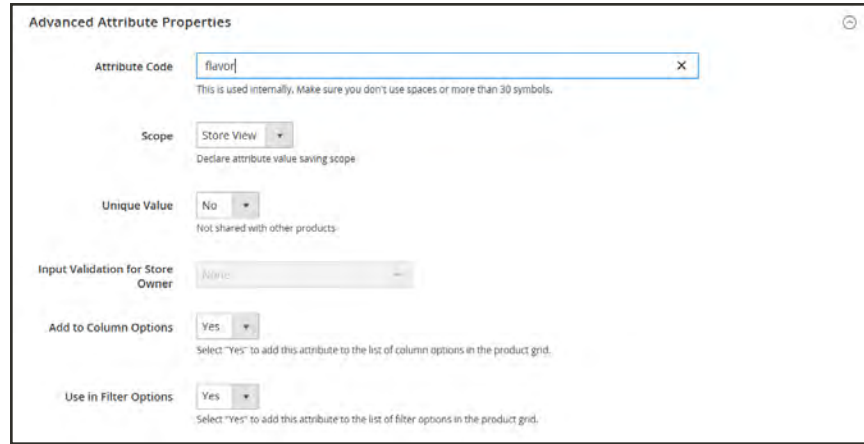 Advanced Attribute Properties
Attribute Code
flavor
This is used internally. Make sure you don't use spaces or more than 30 symbols.
Scope
Store View
Declare attribute value saving scope
Unique Value
No
Not shared with other products
Input Validation for Store
Owner
None
Add to Column Options
Yes
Select "Yes" to add this attribute to the list of column options in the product grid.
Use in Filter Options
Yes
Select "Yes" to add this attribute to the list of filter options in the product grid.